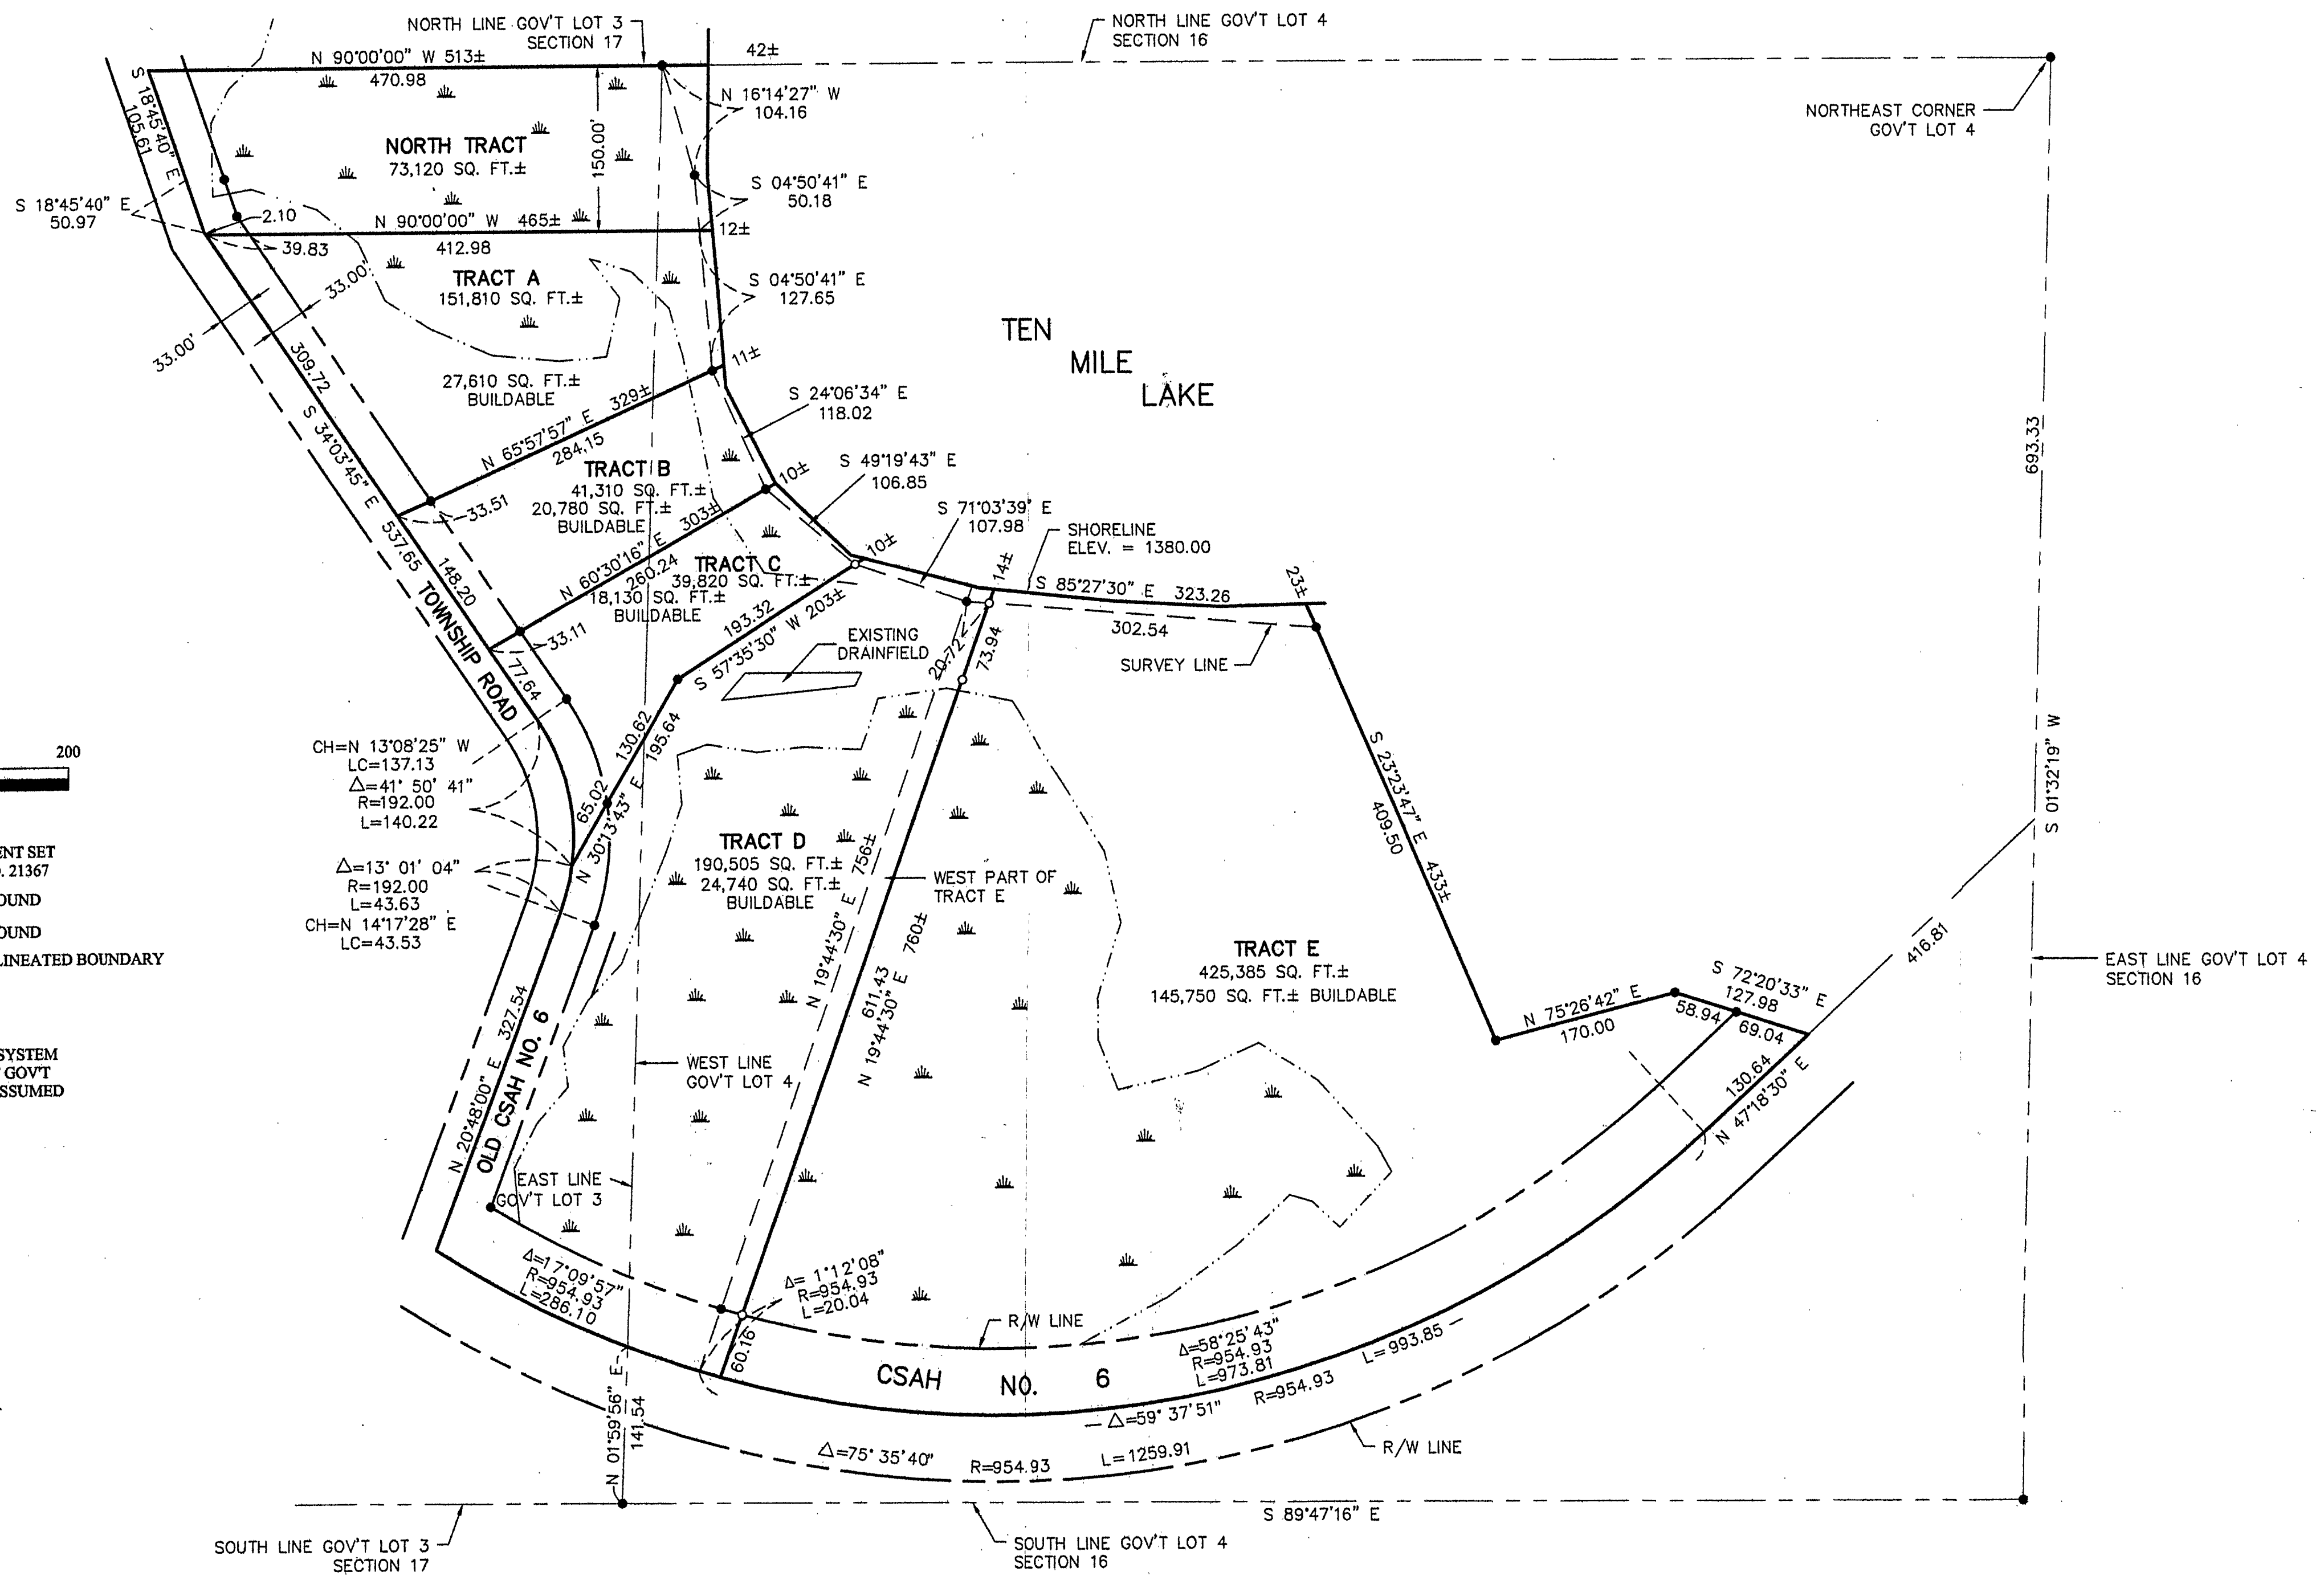 NORTH LINE GOV'T LOT 3
SECTION 17
42±
NORTH LINE GOV'T LOT 4
SECTION 16
N 90°00'00" W 513±
470.98
S 18°45'40" E
105.61
N 16°14'27" W
104.16
NORTHEAST CORNER
GOV'T LOT 4
NORTH TRACT
73,120 SQ. FT.±
150.00'
S 04°50'41" E
50.18
S 18°45'40" E
50.97
2.10
N 90°00'00" W 465±
412.98
12±
39.83
33.00'
33.00'
TRACT A
151,810 SQ. FT.±
S 04°50'41" E
127.65
TEN
MILE
LAKE
309.72
27,610 SQ. FT.±
BUILDABLE
11±
S 24°06'34" E
118.02
N 65°57'57" E 329±
284.15
S 34°03'45" E 537.65
TRACT B
41,310 SQ. FT.±
20,780 SQ. FT.±
BUILDABLE
10±
S 49°19'43" E
106.85
693.33
33.51
N 60°30'16" E 303±
260.24
S 71°03'39" E
107.98
SHORELINE
ELEV. = 1380.00
10±
14±
TRACT C
39,820 SQ. FT.±
18,130 SQ. FT.±
BUILDABLE
148.20
TOWNSHIP ROAD
S 85°27'30" E 323.26
302.54
23±
33.11
193.32
S 57°35'30" W 203±
EXISTING
DRAINFIELD
20.72
73.94
SURVEY LINE
77.64
200
CH=N 13°08'25" W
LC=137.13
Δ=41° 50' 41"
R=192.00
L=140.22
130.62
195.64
65.02
N 30°13'43" E
S 23°23'47" E 433±
409.50
S 01°32'19" W
ENT SET
. 21367
OUND
OUND
LINEATED BOUNDARY
Δ=13° 01' 04"
R=192.00
L=43.63
CH=N 14°17'28" E
LC=43.53
TRACT D
190,505 SQ. FT.±
24,740 SQ. FT.±
BUILDABLE
WEST PART OF
TRACT E
N 19°44'30" E 756±
611.43
N 19°44'30" E 760±
TRACT E
425,385 SQ. FT.±
145,750 SQ. FT.± BUILDABLE
416.81
EAST LINE GOV'T LOT 4
SECTION 16
S 72°20'33" E
127.98
N 75°26'42" E
170.00
58.94
69.04
130.64
N 47°18'30" E
SYSTEM
GOV'T
SSUMED
N 20°48'00" E 327.54
OLD CSAH NO. 6
WEST LINE
GOV'T LOT 4
EAST LINE
GOV'T LOT 3
Δ=17°09'57"
R=954.93
L=286.10
Δ= 1°12'08"
R=954.93
L=20.04
60.16
R/W LINE
CSAH NO. 6
Δ=58°25'43"
R=954.93
L=973.81
Δ=59° 37'51" R=954.93 L=993.85
N 01°59'56" E
141.54
Δ=75° 35'40" R=954.93 L=1259.91
R/W LINE
S 89°47'16" E
SOUTH LINE GOV'T LOT 3
SECTION 17
SOUTH LINE GOV'T LOT 4
SECTION 16